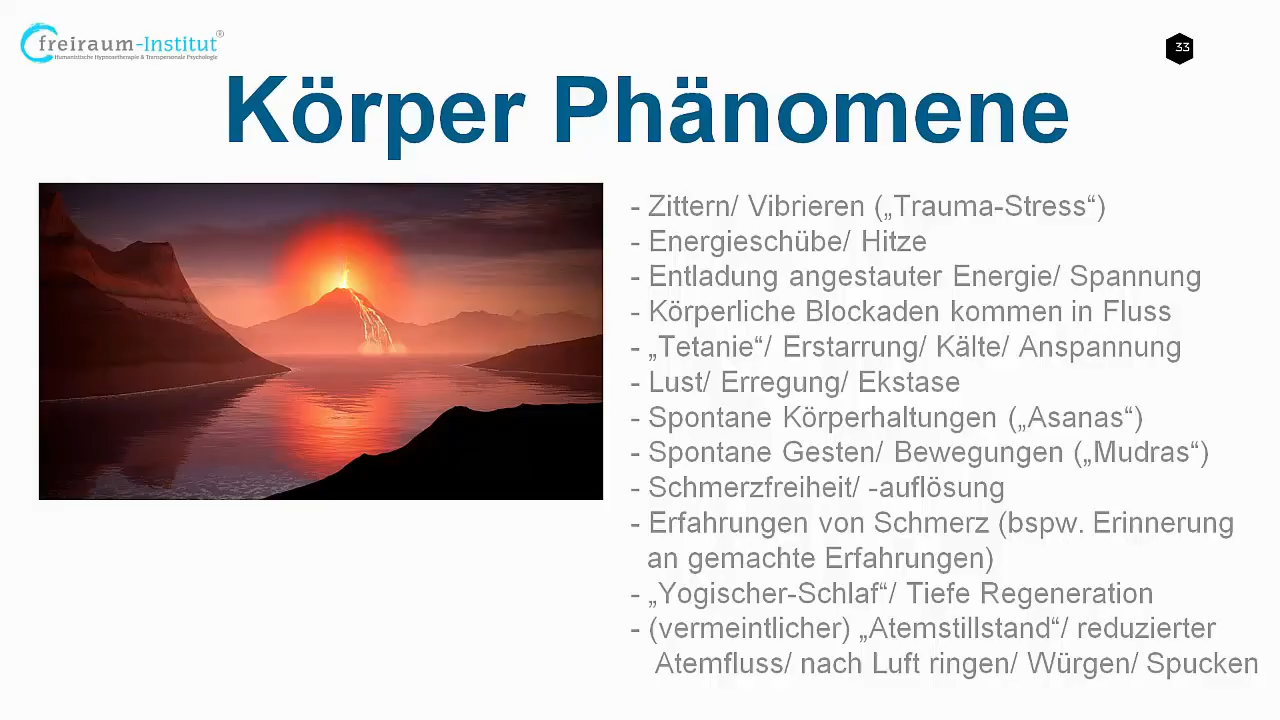 freiraum-Institut®
Humanistische Hypnosetherapie & Transpersonale Psychologie
33
Körper Phänomene
- Zittern/ Vibrieren („Trauma-Stress“)
- Energieschübe/ Hitze
- Entladung angestauter Energie/ Spannung
- Körperliche Blockaden kommen in Fluss
- „Tetanie“/ Erstarrung/ Kälte/ Anspannung
- Lust/ Erregung/ Ekstase
- Spontane Körperhaltungen („Asanas“)
- Spontane Gesten/ Bewegungen („Mudras“)
- Schmerzfreiheit/ -auflösung
- Erfahrungen von Schmerz (bspw. Erinnerung
an gemachte Erfahrungen)
- „Yogischer-Schlaf“/ Tiefe Regeneration
- (vermeintlicher) „Atemstillstand“/ reduzierter
Atemfluss/ nach Luft ringen/ Würgen/ Spucken